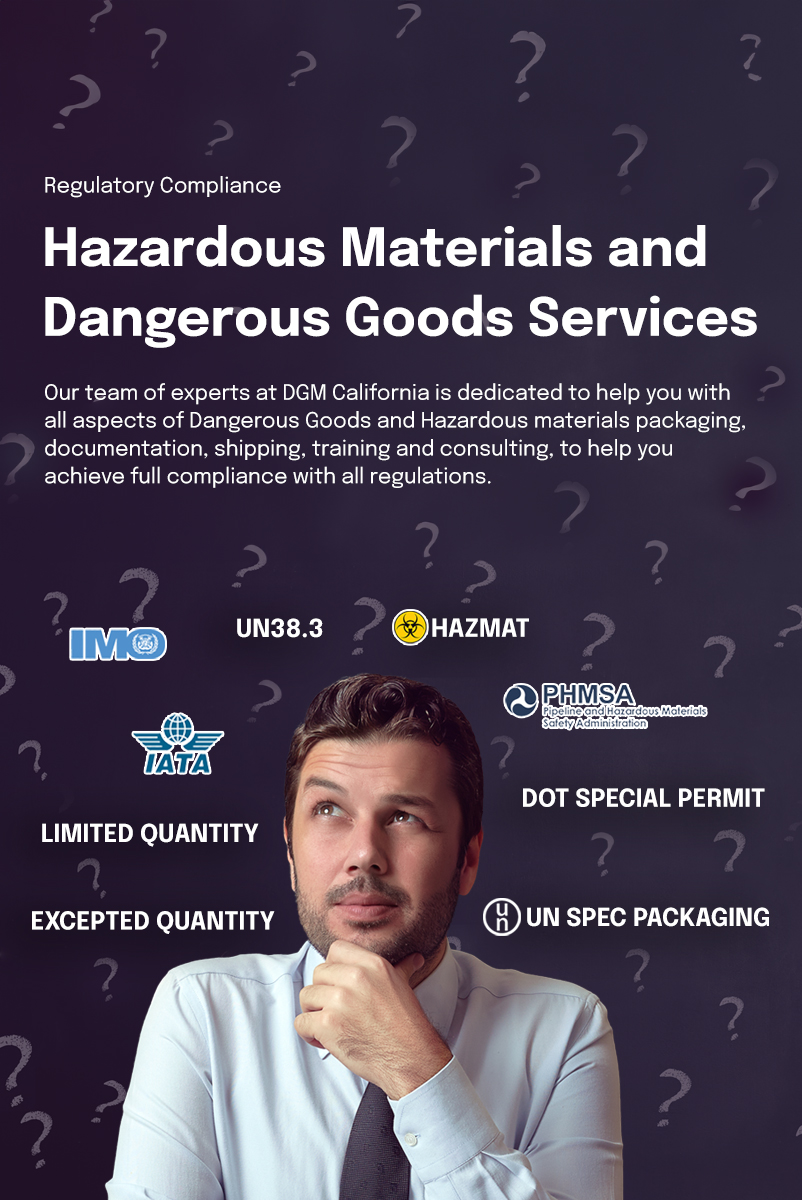 Regulatory Compliance
Hazardous Materials and
Dangerous Goods Services
Our team of experts at DGM California is dedicated to help you with
all aspects of Dangerous Goods and Hazardous materials packaging,
documentation, shipping, training and consulting, to help you
achieve full compliance with all regulations.
IMO
UN38.3
HAZMAT
PHMSA
Pipeline and Hazardous Materials
Safety Administration
IATA
DOT SPECIAL PERMIT
LIMITED QUANTITY
EXCEPTED QUANTITY
un UN SPEC PACKAGING